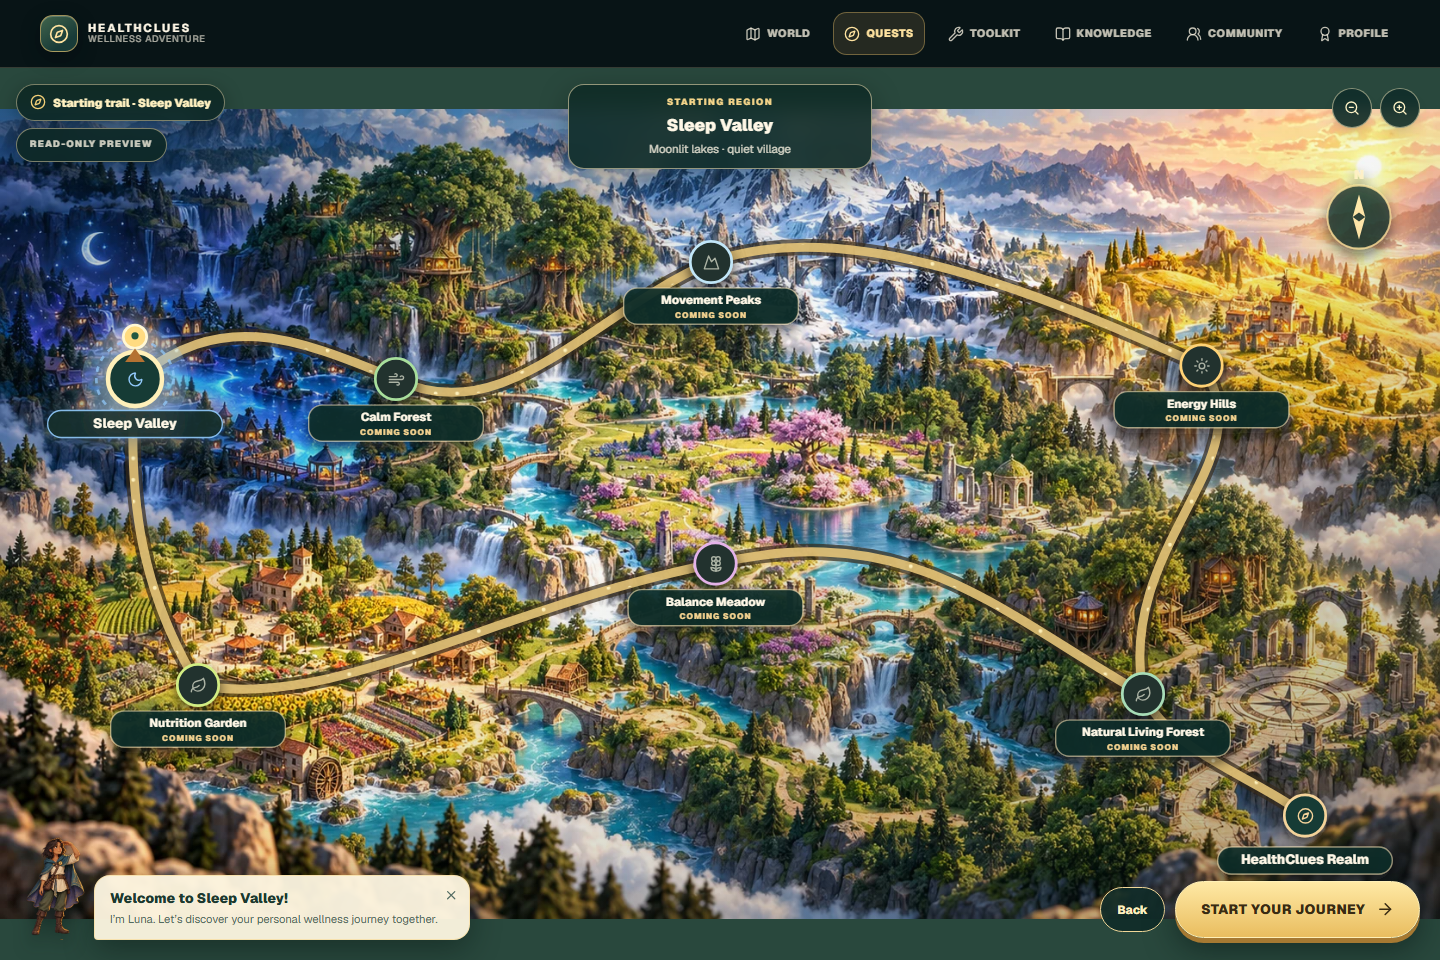 HEALTHCLUES
WELLNESS ADVENTURE
WORLD
QUESTS
TOOLKIT
KNOWLEDGE
COMMUNITY
PROFILE
Starting trail · Sleep Valley
READ-ONLY PREVIEW
STARTING REGION
Sleep Valley
Moonlit lakes · quiet village
Movement Peaks
COMING SOON
Sleep Valley
Calm Forest
COMING SOON
Energy Hills
COMING SOON
Balance Meadow
COMING SOON
Nutrition Garden
COMING SOON
Natural Living Forest
COMING SOON
HealthClues Realm
Welcome to Sleep Valley!
I'm Luna. Let's discover your personal wellness journey together.
Back
START YOUR JOURNEY